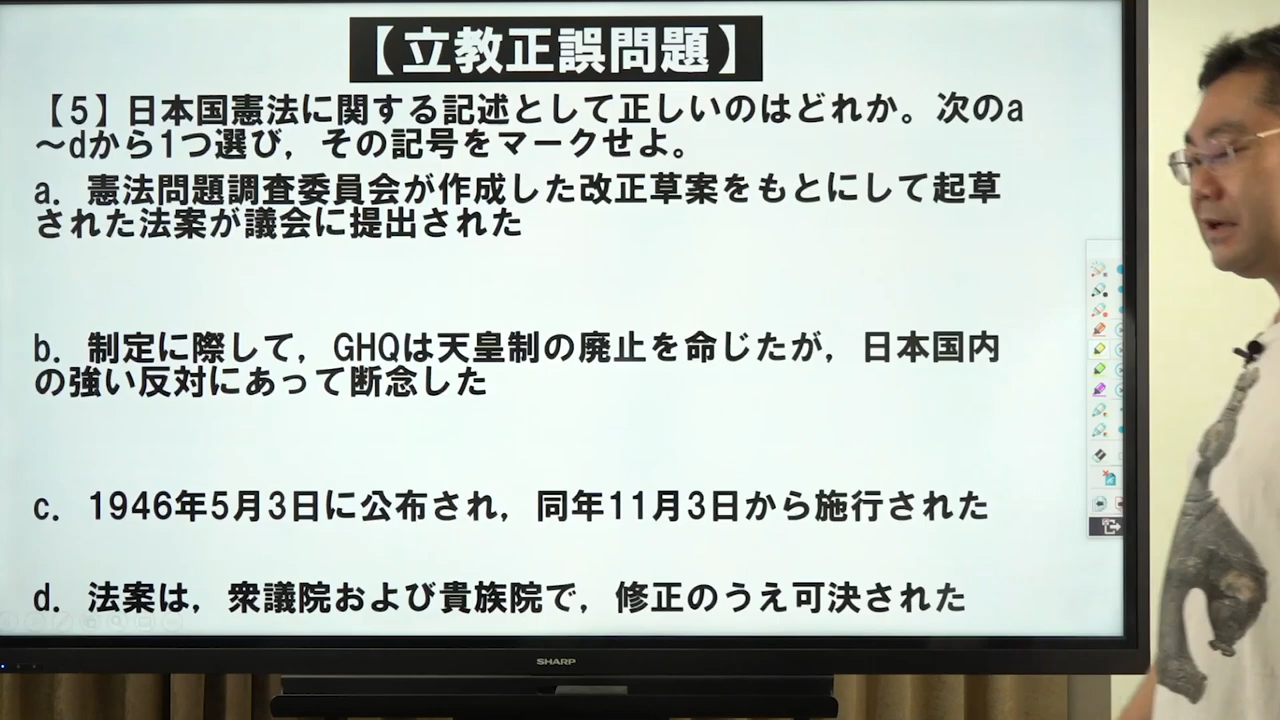 【立教正誤問題】
【5】日本国憲法に関する記述として正しいのはどれか。次のa
～dから1つ選び，その記号をマークせよ。
a．憲法問題調査委員会が作成した改正草案をもとにして起草
された法案が議会に提出された
b．制定に際して，GHQは天皇制の廃止を命じたが，日本国内
の強い反対にあって断念した
c．1946年5月3日に公布され，同年11月3日から施行された
d．法案は，衆議院および貴族院で，修正のうえ可決された
SHARP